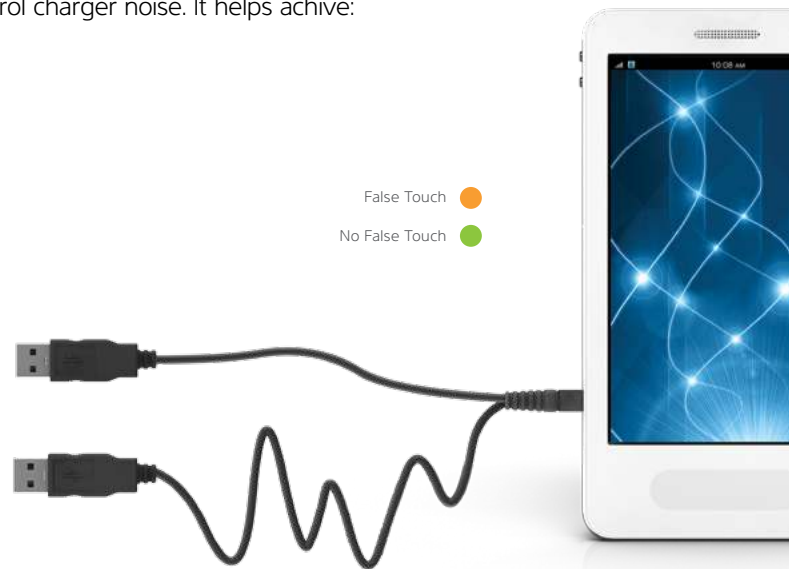 rol charger noise. It helps achive:
10:08 AM
False Touch
No False Touch